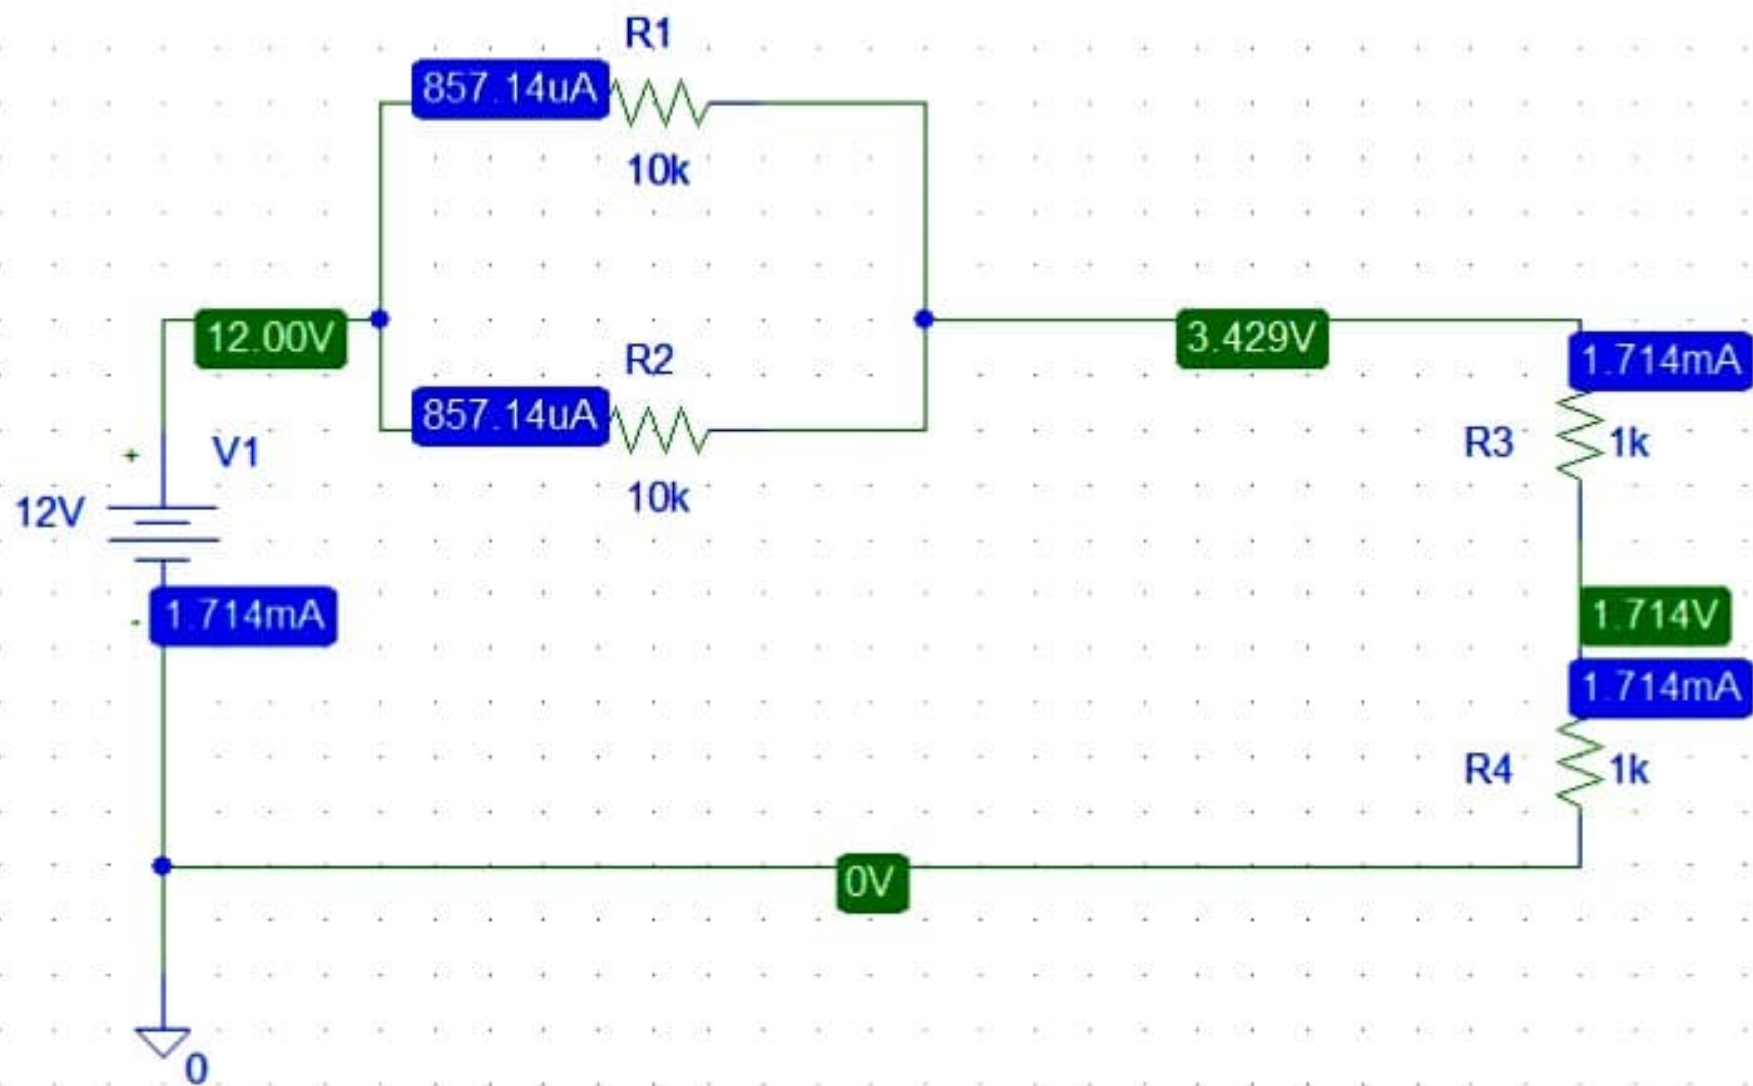 R1
857.14uA
10k
12.00V
3.429V
R2
1.714mA
857.14uA
V1
R3
1k
10k
12V
+
-
1.714mA
1.714V
1.714mA
R4
1k
0V
0